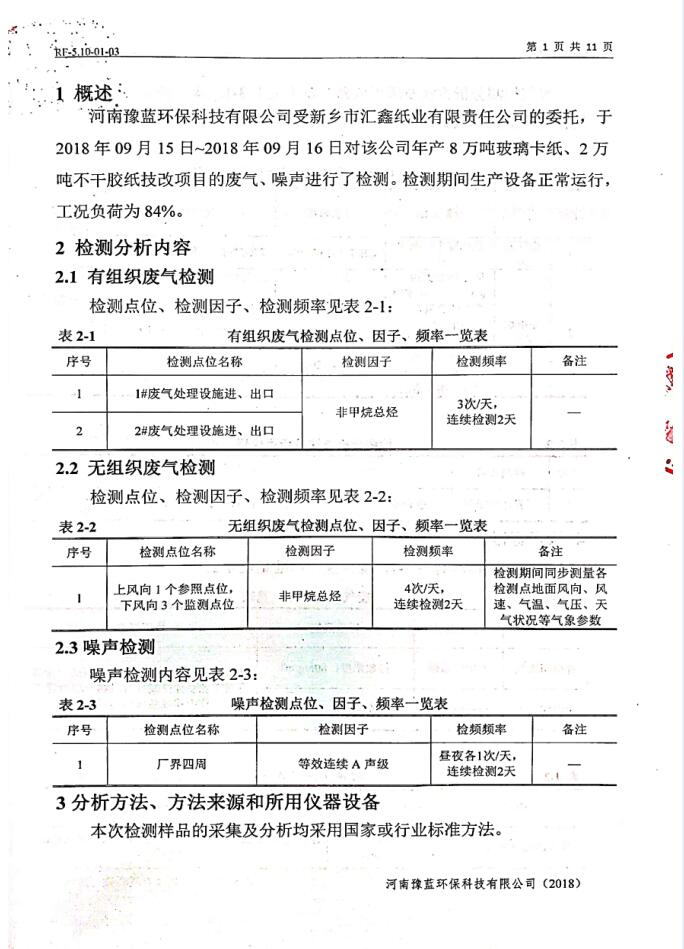 RF-5.10-01-03
第 1 页 共 11 页
1 概述
河南豫蓝环保科技有限公司受新乡市汇鑫纸业有限责任公司的委托，于
2018 年 09 月 15 日~2018 年 09 月 16 日对该公司年产 8 万吨玻璃卡纸、2 万
吨不干胶纸技改项目的废气、噪声进行了检测。检测期间生产设备正常运行，
工况负荷为 84%。
2 检测分析内容
2.1 有组织废气检测
检测点位、检测因子、检测频率见表 2-1：
表 2-1 有组织废气检测点位、因子、频率一览表
序号 检测点位名称 检测因子 检测频率 备注
1 1#废气处理设施进、出口
非甲烷总烃 3次/天，
连续检测2天 —
2 2#废气处理设施进、出口
2.2 无组织废气检测
检测点位、检测因子、检测频率见表 2-2：
表 2-2 无组织废气检测点位、因子、频率一览表
序号 检测点位名称 检测因子 检测频率 备注
1 上风向 1 个参照点位，
下风向 3 个监测点位
非甲烷总烃
4次/天，
连续检测2天
检测期间同步测量各
检测点地面风向、风
速、气温、气压、天
气状况等气象参数
2.3 噪声检测
噪声检测内容见表 2-3：
表 2-3 噪声检测点位、因子、频率一览表
序号 检测点位名称 检测因子 检频频率 备注
1 厂界四周 等效连续 A 声级 昼夜各1次/天，
连续检测2天 —
3 分析方法、方法来源和所用仪器设备
本次检测样品的采集及分析均采用国家或行业标准方法。
河南豫蓝环保科技有限公司（2018）